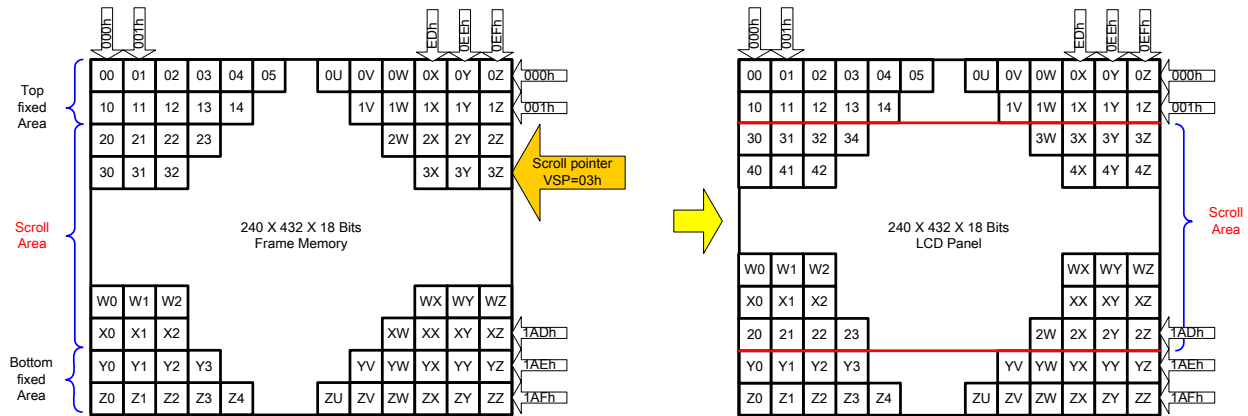 000h 001h EDh 0EEh 0EFh
00 01 02 03 04 05 0U 0V 0W 0X 0Y 0Z 000h
10 11 12 13 14 1V 1W 1X 1Y 1Z 001h
20 21 22 23 2W 2X 2Y 2Z
30 31 32 3X 3Y 3Z
W0 W1 W2 WX WY WZ
X0 X1 X2 XW XX XY XZ 1ADh
Y0 Y1 Y2 Y3 YV YW YX YY YZ 1AEh
Z0 Z1 Z2 Z3 Z4 ZU ZV ZW ZX ZY ZZ 1AFh
Top
fixed
Area
Scroll
Area
Bottom
fixed
Area
240 X 432 X 18 Bits
Frame Memory
Scroll pointer
VSP=03h
000h 001h EDh 0EEh 0EFh
00 01 02 03 04 05 0U 0V 0W 0X 0Y 0Z 000h
10 11 12 13 14 1V 1W 1X 1Y 1Z 001h
30 31 32 34 3W 3X 3Y 3Z
40 41 42 4X 4Y 4Z
240 X 432 X 18 Bits
LCD Panel
W0 W1 W2 WX WY WZ
X0 X1 X2 XX XY XZ
20 21 22 23 2W 2X 2Y 2Z 1ADh
Y0 Y1 Y2 Y3 YV YW YX YY YZ 1AEh
Z0 Z1 Z2 Z3 Z4 ZU ZV ZW ZX ZY ZZ 1AFh
Scroll
Area